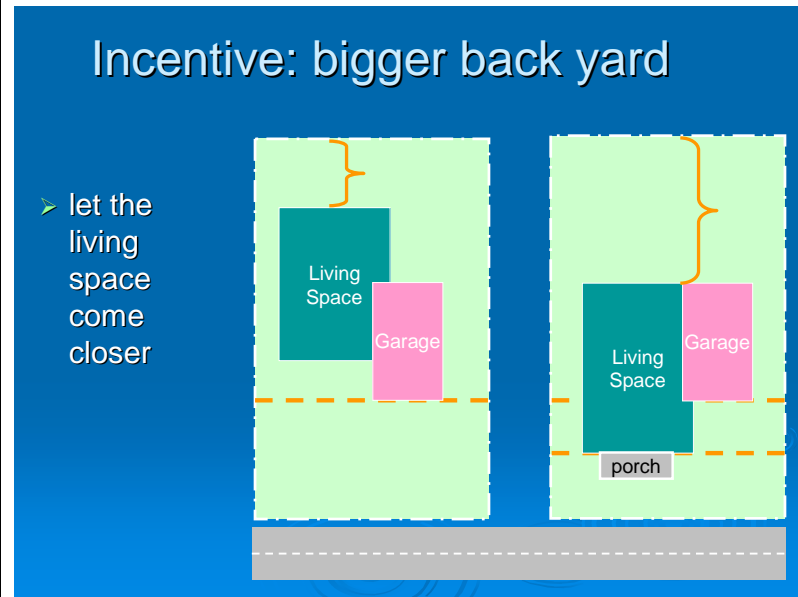 Incentive: bigger back yard
let the
living
space
come
closer
Living
Space
Garage
Living
Space
Garage
porch